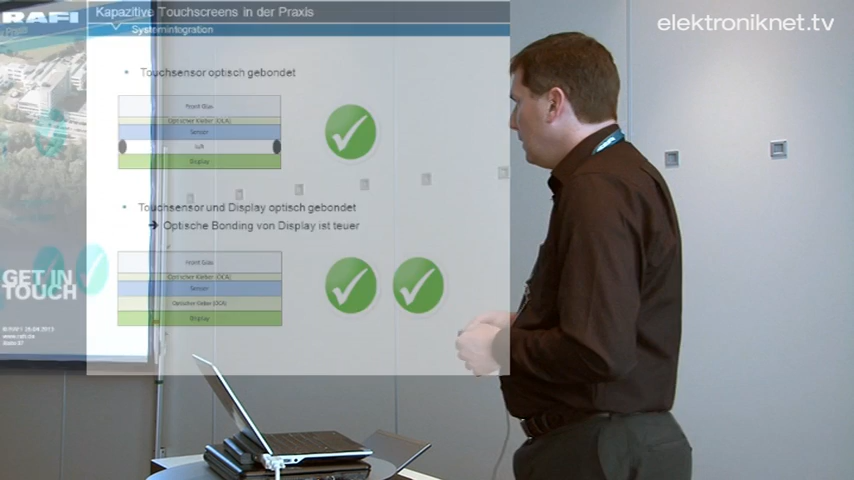 RAFI
Kapazitive Touchscreens in der Praxis
Systemintegration
elektroniknet.tv
Touchsensor optisch gebondet
Front Glas
Optischer Kleber (OCA)
Sensor
Luft
Display
Touchsensor und Display optisch gebondet
➔ Optische Bonding von Display ist teuer
Front Glas
Optischer Kleber (OCA)
Sensor
Optischer Kleber (OCA)
Display
GET IN
TOUCH
www.rafi.de